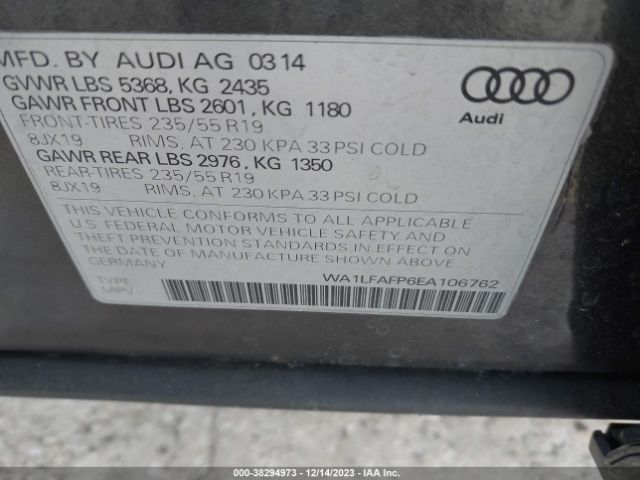 MFD. BY AUDI AG 0314
GVWR LBS 5368, KG 2435
GAWR FRONT LBS 2601, KG 1180
FRONT-TIRES 235/55 R19
8JX19 RIMS, AT 230 KPA 33 PSI COLD
GAWR REAR LBS 2976, KG 1350
REAR-TIRES 235/55 R19
8JX19 RIMS, AT 230 KPA 33 PSI COLD
THIS VEHICLE CONFORMS TO ALL APPLICABLE
U.S. FEDERAL MOTOR VEHICLE SAFETY AND
THEFT PREVENTION STANDARDS IN EFFECT ON
THE DATE OF MANUFACTURE SHOWN ABOVE
GERMANY
TYPE
MPV
WA1LFAFP6EA106762
Audi
000-38294973 - 12/14/2023 - IAA Inc.